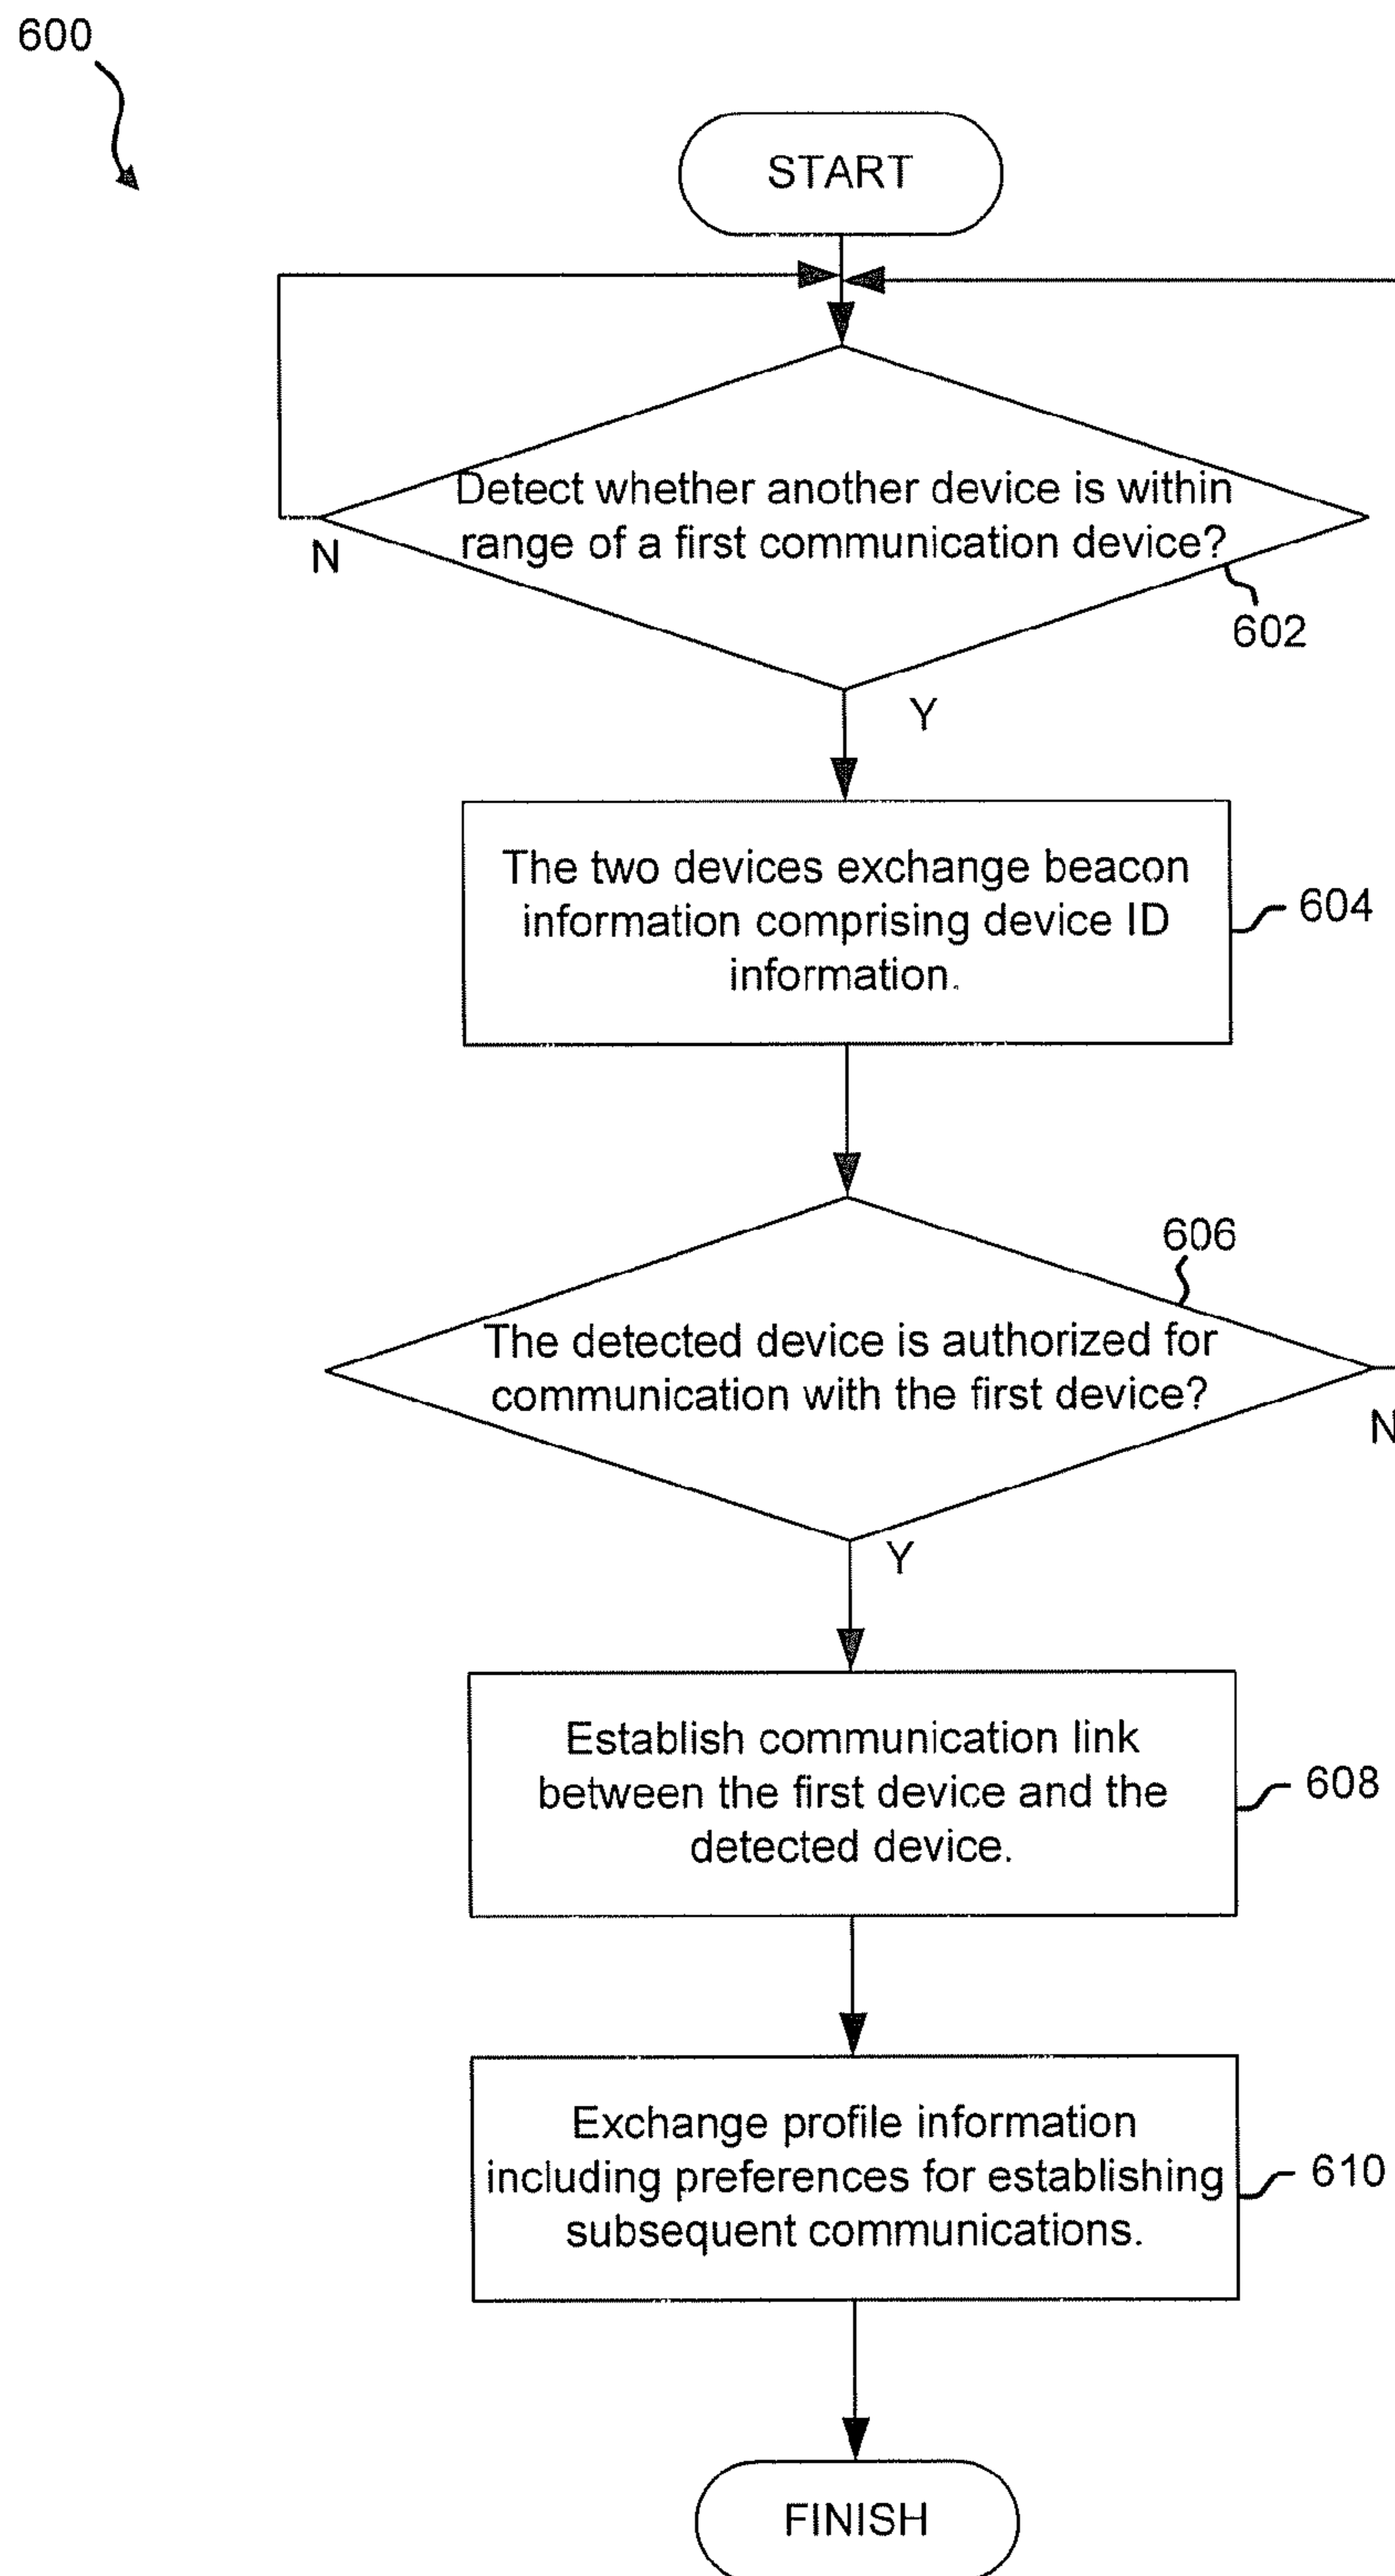 600
START
Detect whether another device is within
range of a first communication device?
N
602
Y
The two devices exchange beacon
information comprising device ID
information.
604
606
The detected device is authorized for
communication with the first device?
N
Y
Establish communication link
between the first device and the
detected device.
608
Exchange profile information
including preferences for establishing
subsequent communications.
610
FINISH